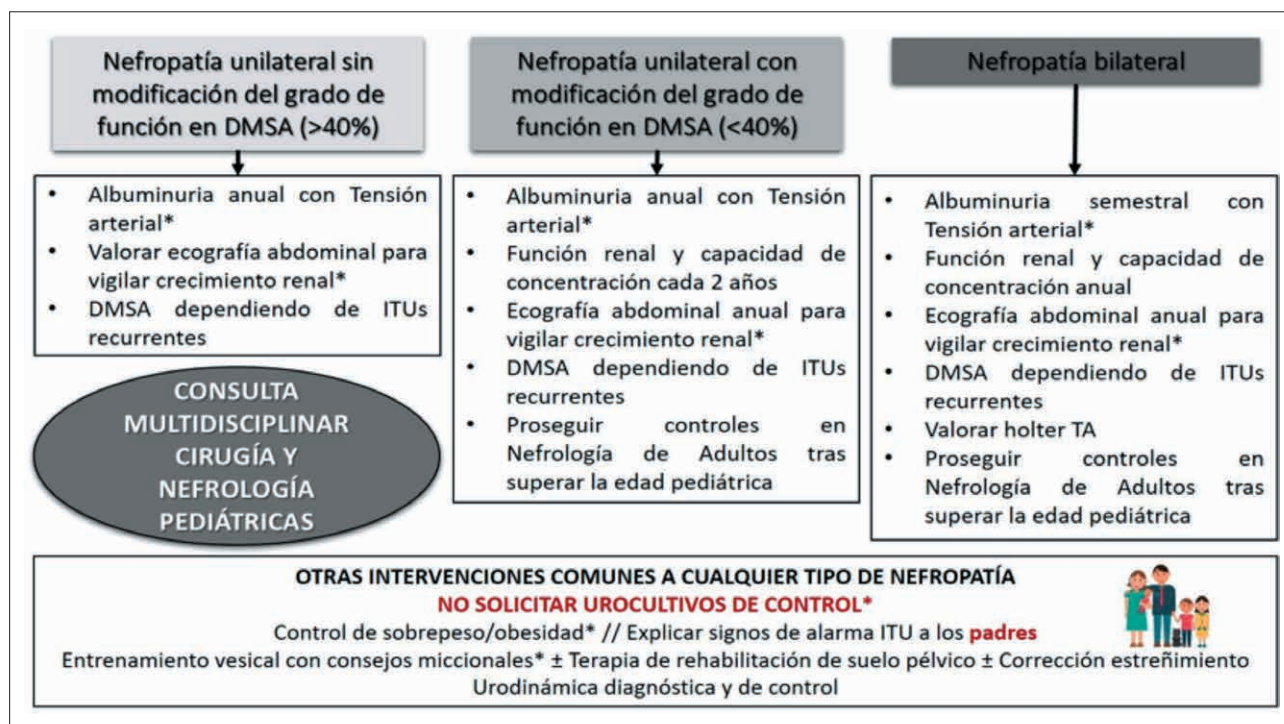 Nefropatía unilateral sin
modificación del grado de
función en DMSA (>40%)
• Albuminuria anual con Tensión
arterial*
• Valorar ecografía abdominal para
vigilar crecimiento renal*
• DMSA dependiendo de ITUs
recurrentes
CONSULTA
MULTIDISCIPLINAR
CIRUGÍA Y
NEFROLOGÍA
PEDIÁTRICAS
Nefropatía unilateral con
modificación del grado de
función en DMSA (<40%)
• Albuminuria anual con Tensión
arterial*
• Función renal y capacidad de
concentración cada 2 años
• Ecografía abdominal anual para
vigilar crecimiento renal*
• DMSA dependiendo de ITUs
recurrentes
• Proseguir controles en
Nefrología de Adultos tras
superar la edad pediátrica
Nefropatía bilateral
• Albuminuria semestral con
Tensión arterial*
• Función renal y capacidad de
concentración anual
• Ecografía abdominal anual para
vigilar crecimiento renal*
• DMSA dependiendo de ITUs
recurrentes
• Valorar holter TA
• Proseguir controles en
Nefrología de Adultos tras
superar la edad pediátrica
OTRAS INTERVENCIONES COMUNES A CUALQUIER TIPO DE NEFROPATÍA
NO SOLICITAR UROCULTIVOS DE CONTROL*
Control de sobrepeso/obesidad* // Explicar signos de alarma ITU a los padres
Entrenamiento vesical con consejos miccionales* ± Terapia de rehabilitación de suelo pélvico ± Corrección estreñimiento
Urodinámica diagnóstica y de control